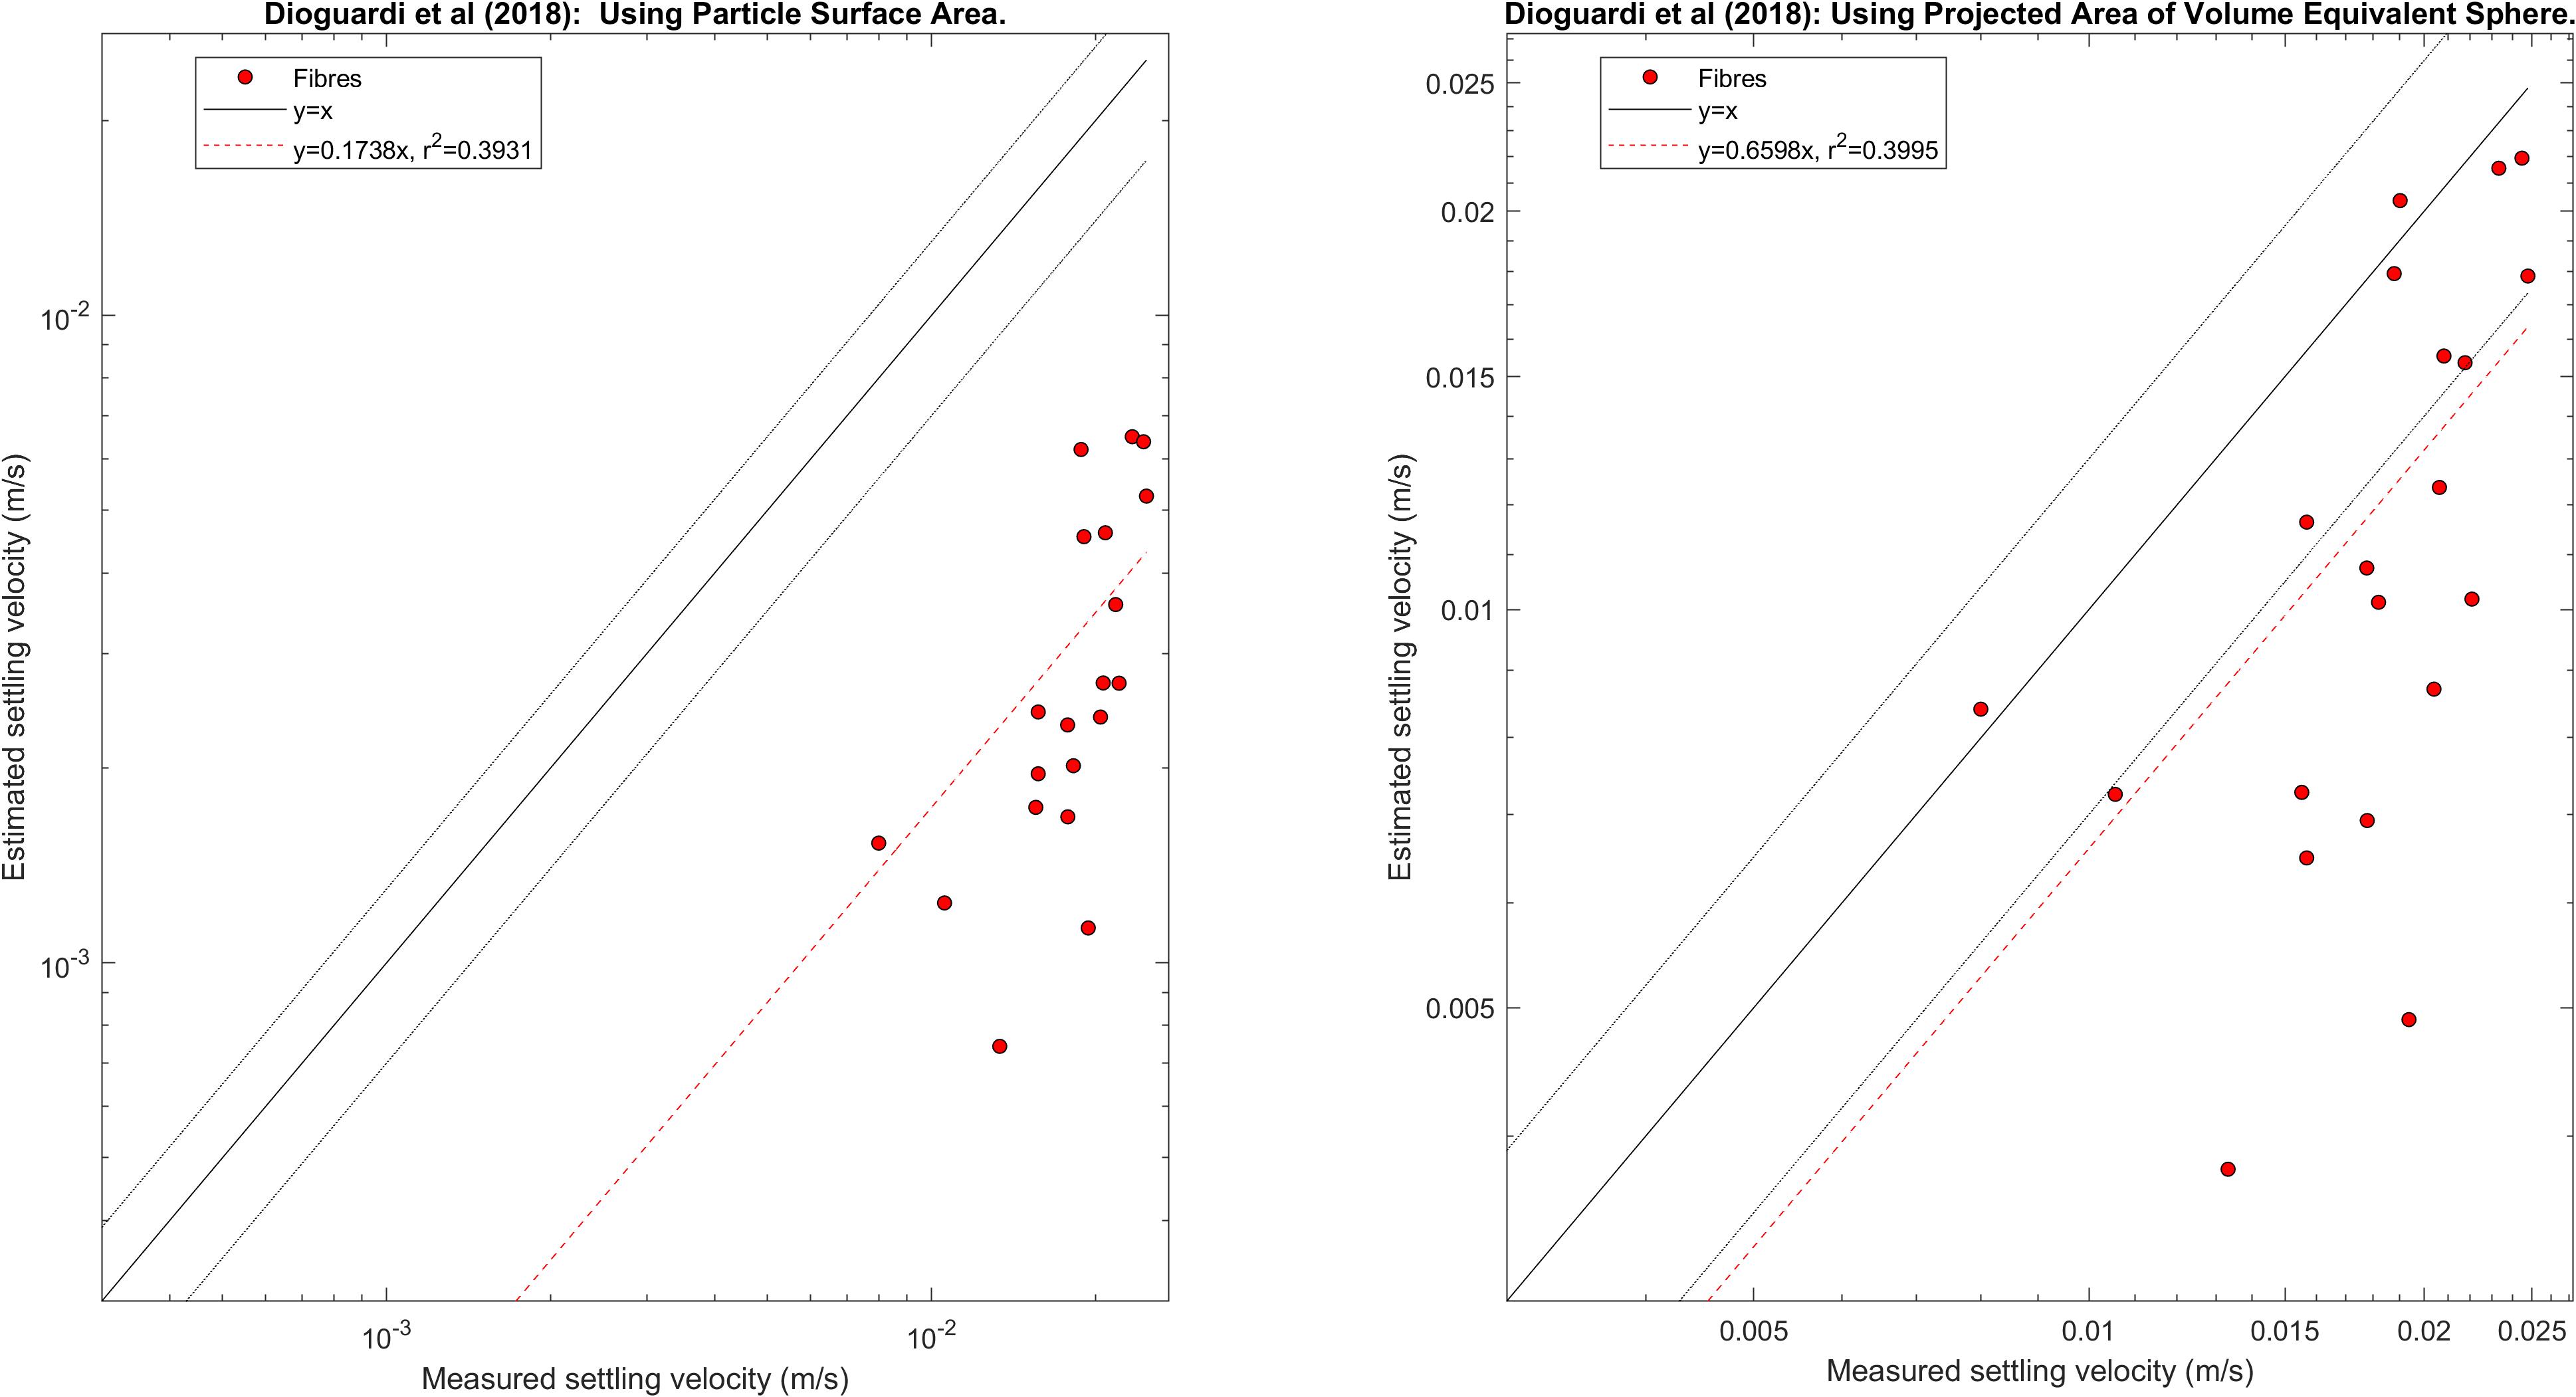 Dioguardi et al (2018):  Using Particle Surface Area.
Fibres
y=x
y=0.1738x, r²=0.3931
10⁻²
10⁻³
Estimated settling velocity (m/s)
10⁻³ 10⁻²
Measured settling velocity (m/s)
Dioguardi et al (2018): Using Projected Area of Volume Equivalent Sphere.
Fibres
y=x
y=0.6598x, r²=0.3995
0.025
0.02
0.015
0.01
0.005
Estimated settling velocity (m/s)
0.005 0.01 0.015 0.02 0.025
Measured settling velocity (m/s)